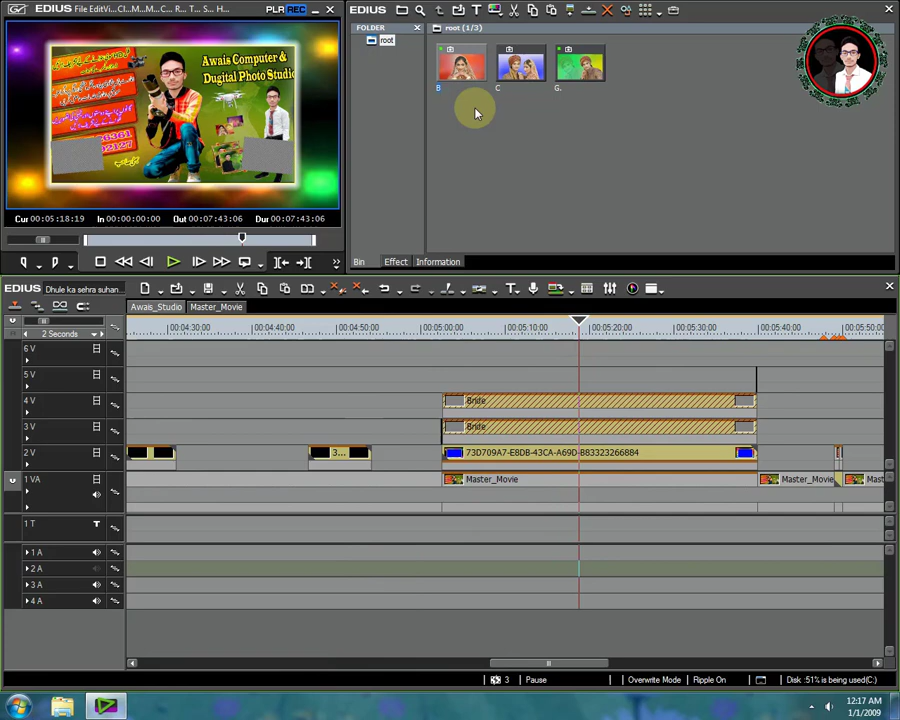 EDIUS File EditVi...Cl...M...C... R... T... S... H...
PLR REC
Awais Computer &
Dugital Photo Studio
Cur 00:05:18:19 In 00:00:00:00 Out 00:07:43:06 Dur 00:07:43:06
EDIUS
FOLDER
root
root (1/3)
B
C
G.
Bin Effect Information
EDIUS Dhule ka sehra suhan...
Awais_Studio Master_Movie
2 Seconds
00:04:30:00 00:04:40:00 00:04:50:00 00:05:00:00 00:05:10:00 00:05:20:00 00:05:30:00 00:05:40:00 00:05:50:00
6 V
5 V
4 V
Bride
3 V
Bride
2 V
3...
73D709A7-E8DB-43CA-A69D-B83323266884
1 VA
Master_Movie
Master_Movie
Mast
1 T
T
1 A
2 A
3 A
4 A
3 Pause Overwrite Mode Ripple On Disk :51% is being used(C:)
12:17 AM
1/1/2009